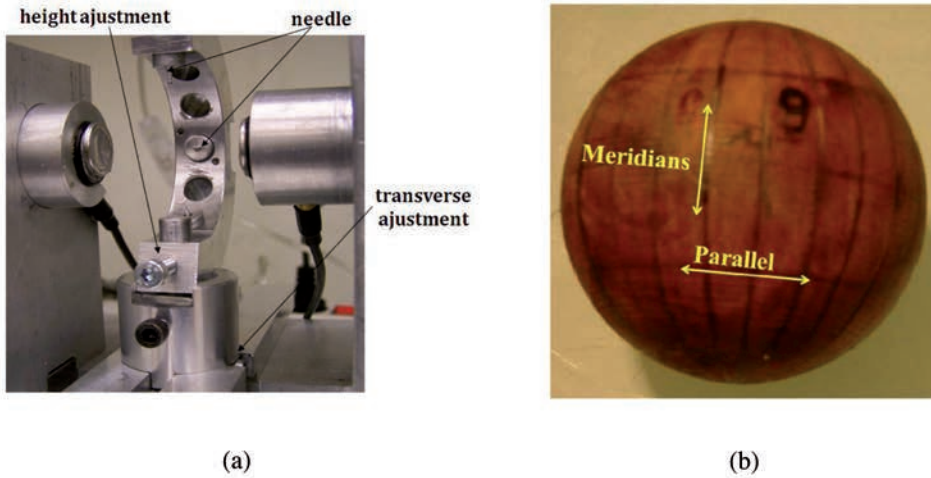 height ajustment
needle
transverse
ajustment
9
Meridians
Parallel
(a)
(b)